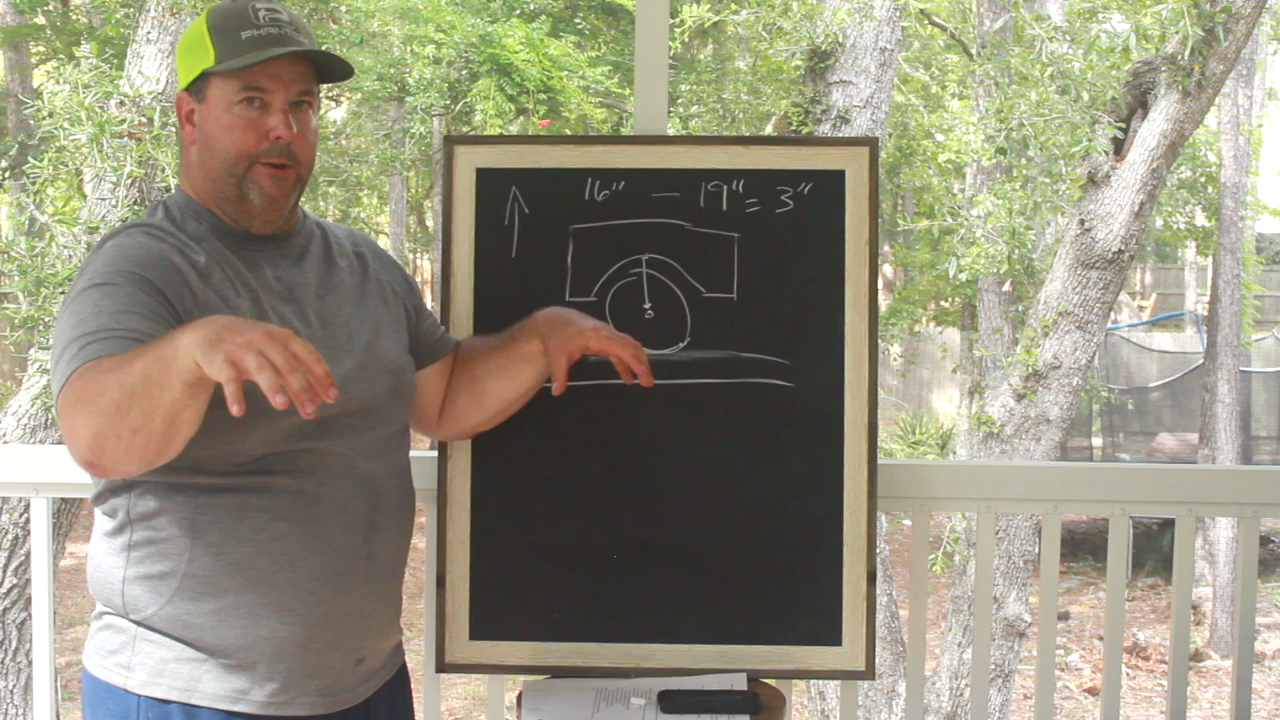 16" — 19" = 3"